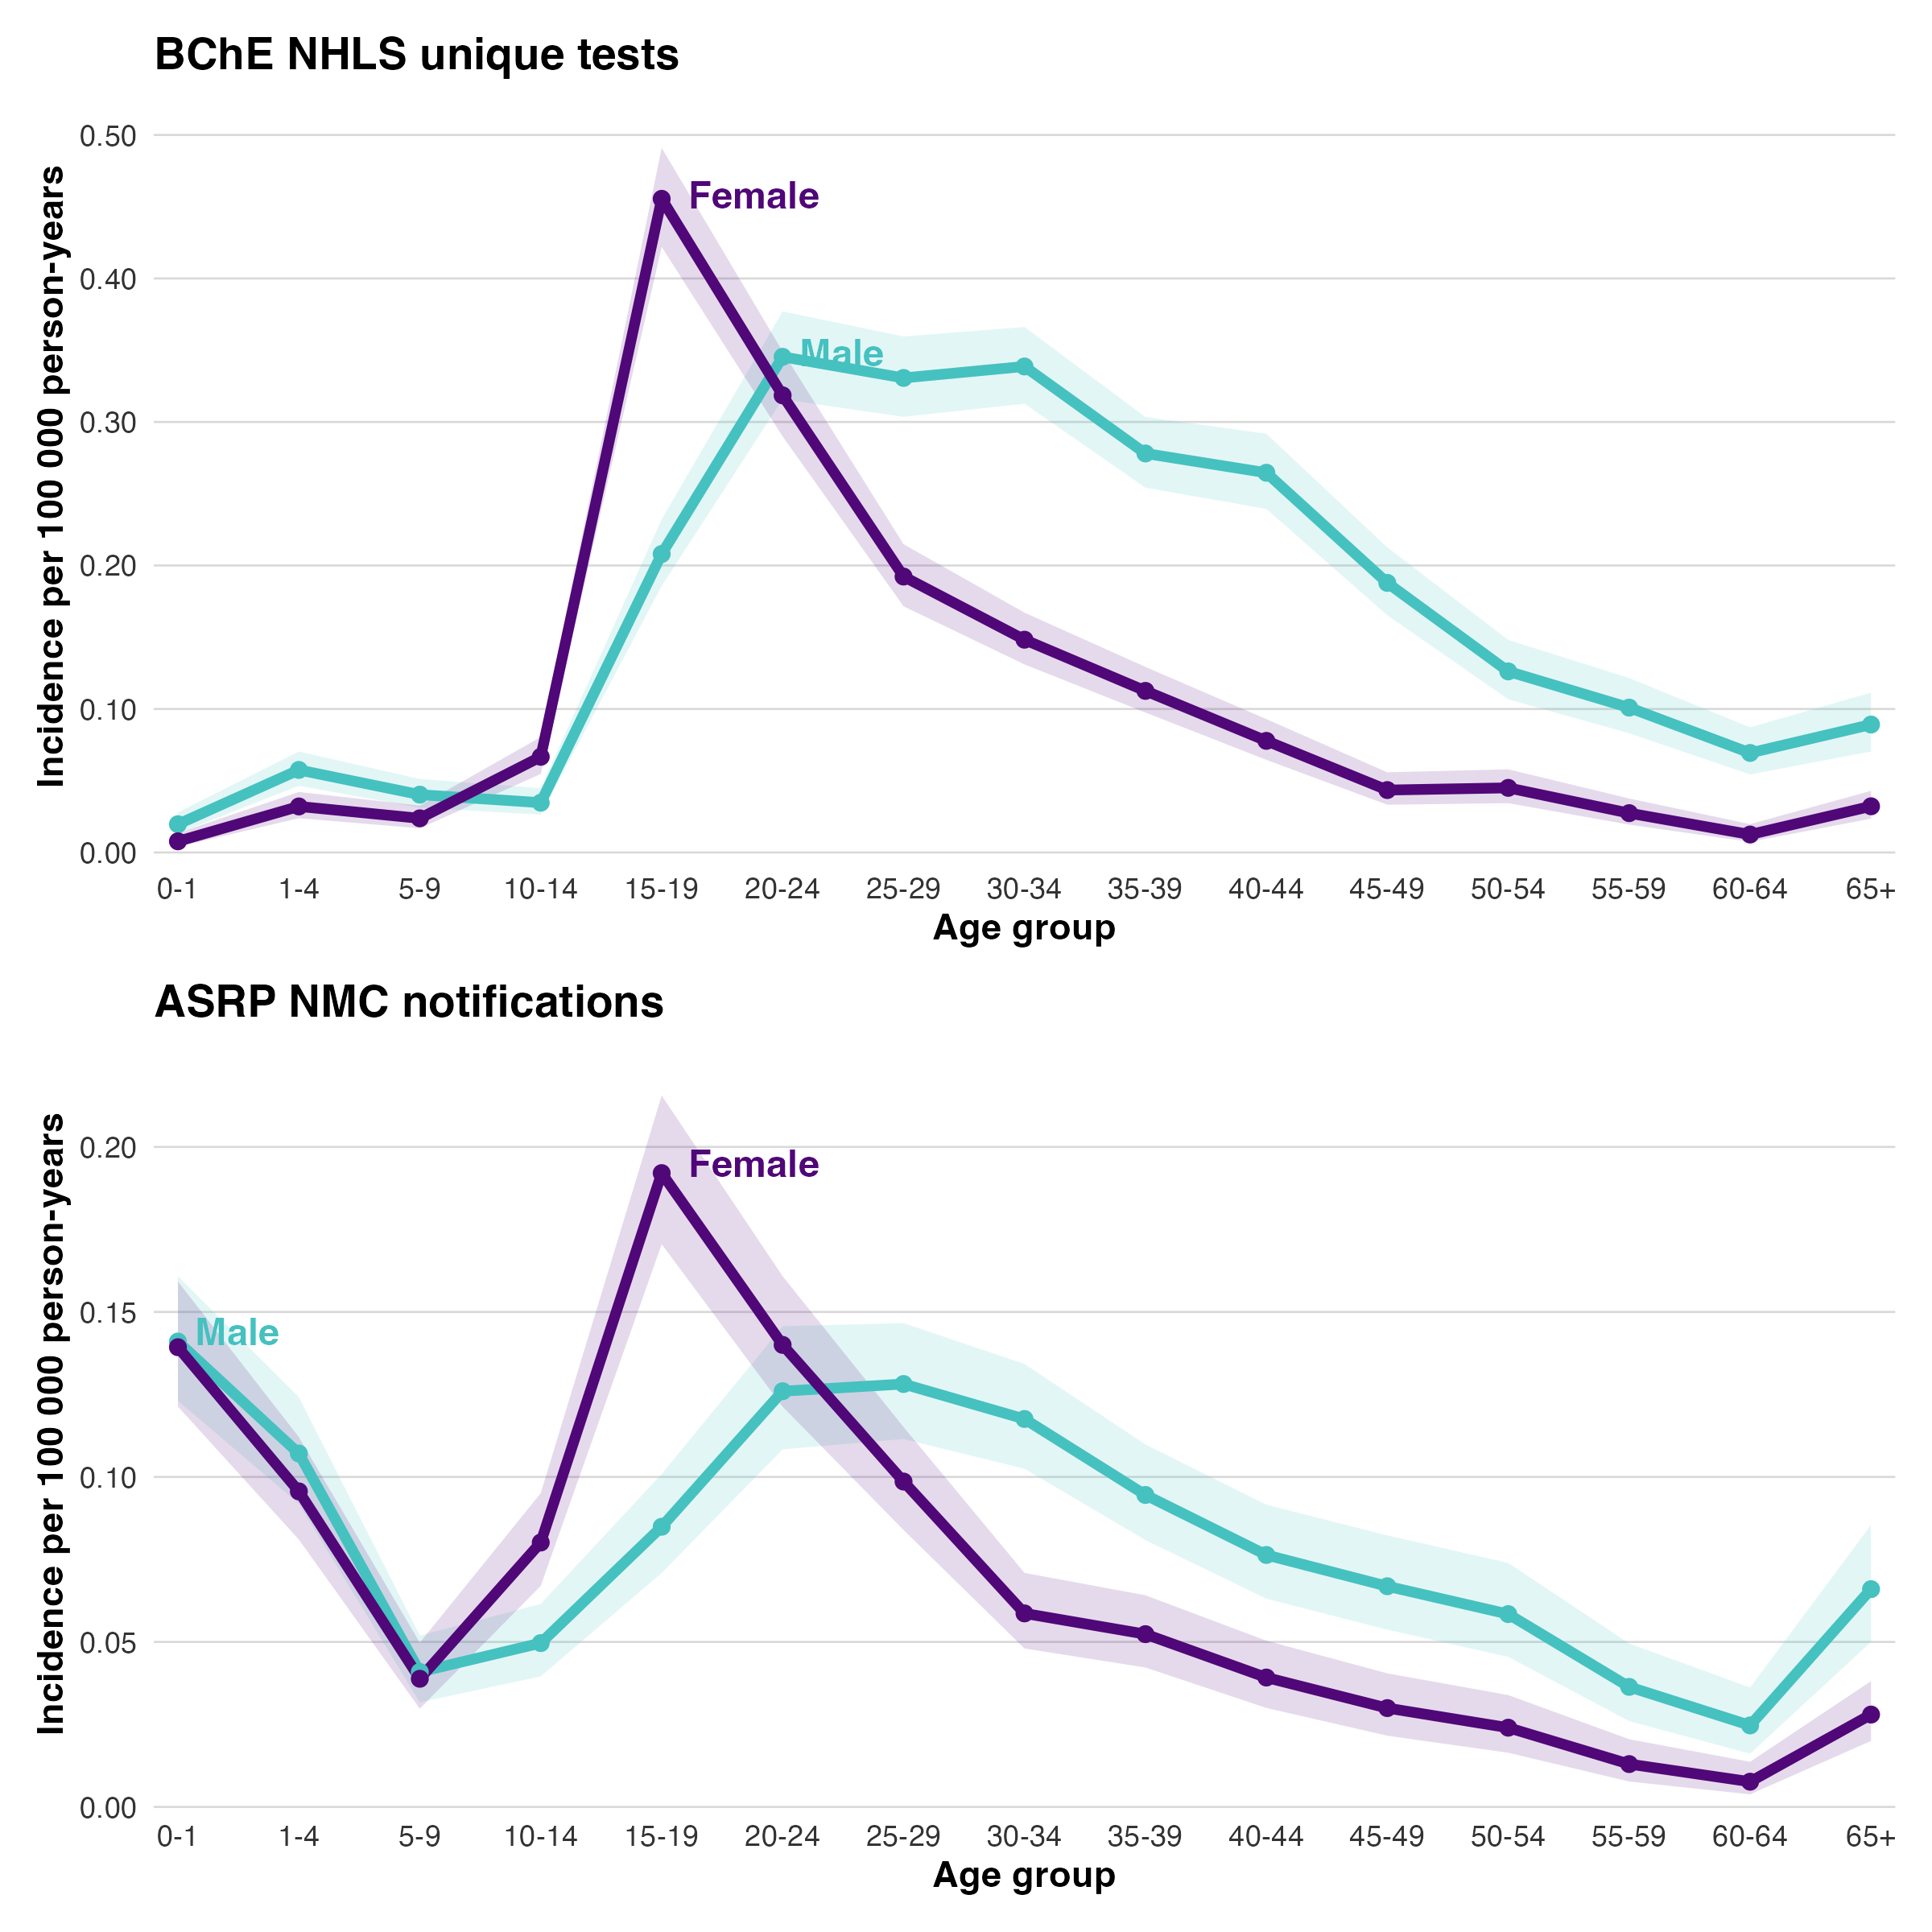 BChE NHLS unique tests
Incidence per 100 000 person-years
0.50
0.40
0.30
0.20
0.10
0.00
Female
Male
0-1 1-4 5-9 10-14 15-19 20-24 25-29 30-34 35-39 40-44 45-49 50-54 55-59 60-64 65+
Age group
ASRP NMC notifications
Incidence per 100 000 person-years
0.20
0.15
0.10
0.05
0.00
Female
Male
0-1 1-4 5-9 10-14 15-19 20-24 25-29 30-34 35-39 40-44 45-49 50-54 55-59 60-64 65+
Age group